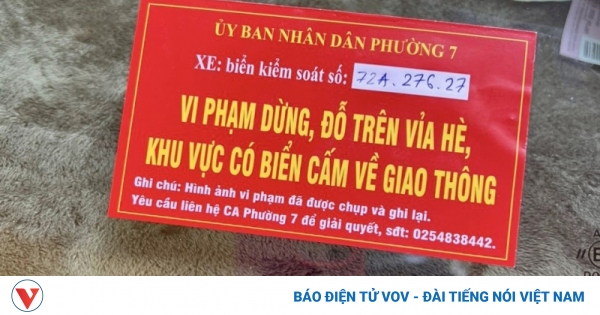 ỦY BAN NHÂN DÂN PHƯỜNG 7
XE: biển kiểm soát số: 72A.276.27
VI PHẠM DỪNG, ĐỖ TRÊN VỈA HÈ,
KHU VỰC CÓ BIỂN CẤM VỀ GIAO THÔNG
Ghi chú: Hình ảnh vi phạm đã được chụp và ghi lại.
Yêu cầu liên hệ CA Phường 7 để giải quyết, sđt: 0254838442.
BÁO ĐIỆN TỬ VOV - ĐÀI TIẾNG NÓI VIỆT NAM